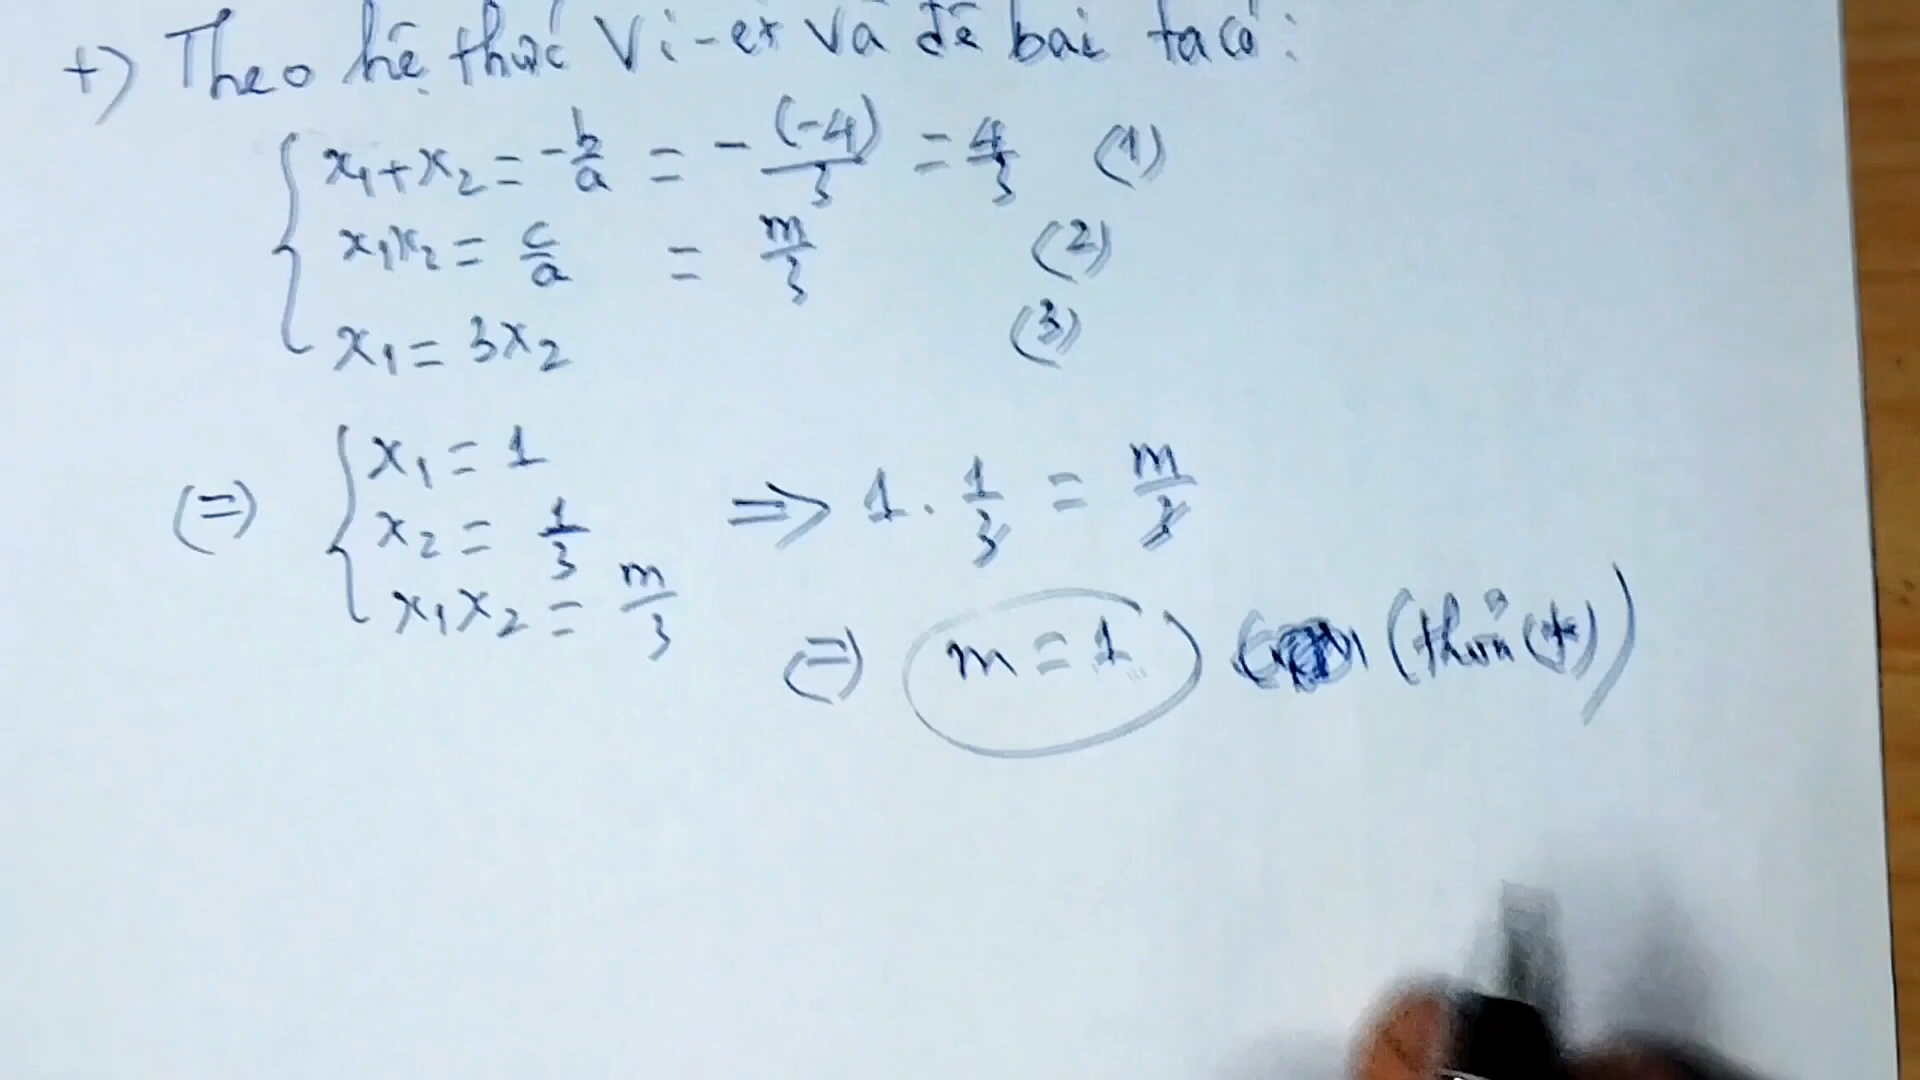 +) Theo hệ thức Vi-et và đề bài ta có:
x₁+x₂ = -b/a = -(-4)/3 = 4/3 (1)
x₁x₂ = c/a = m/3 (2)
x₁ = 3x₂ (3)
(=) x₁ = 1
x₂ = 1/3 => 1 . 1/3 = m/3
x₁x₂ = m/3
(=) m = 1 (thỏa (*))